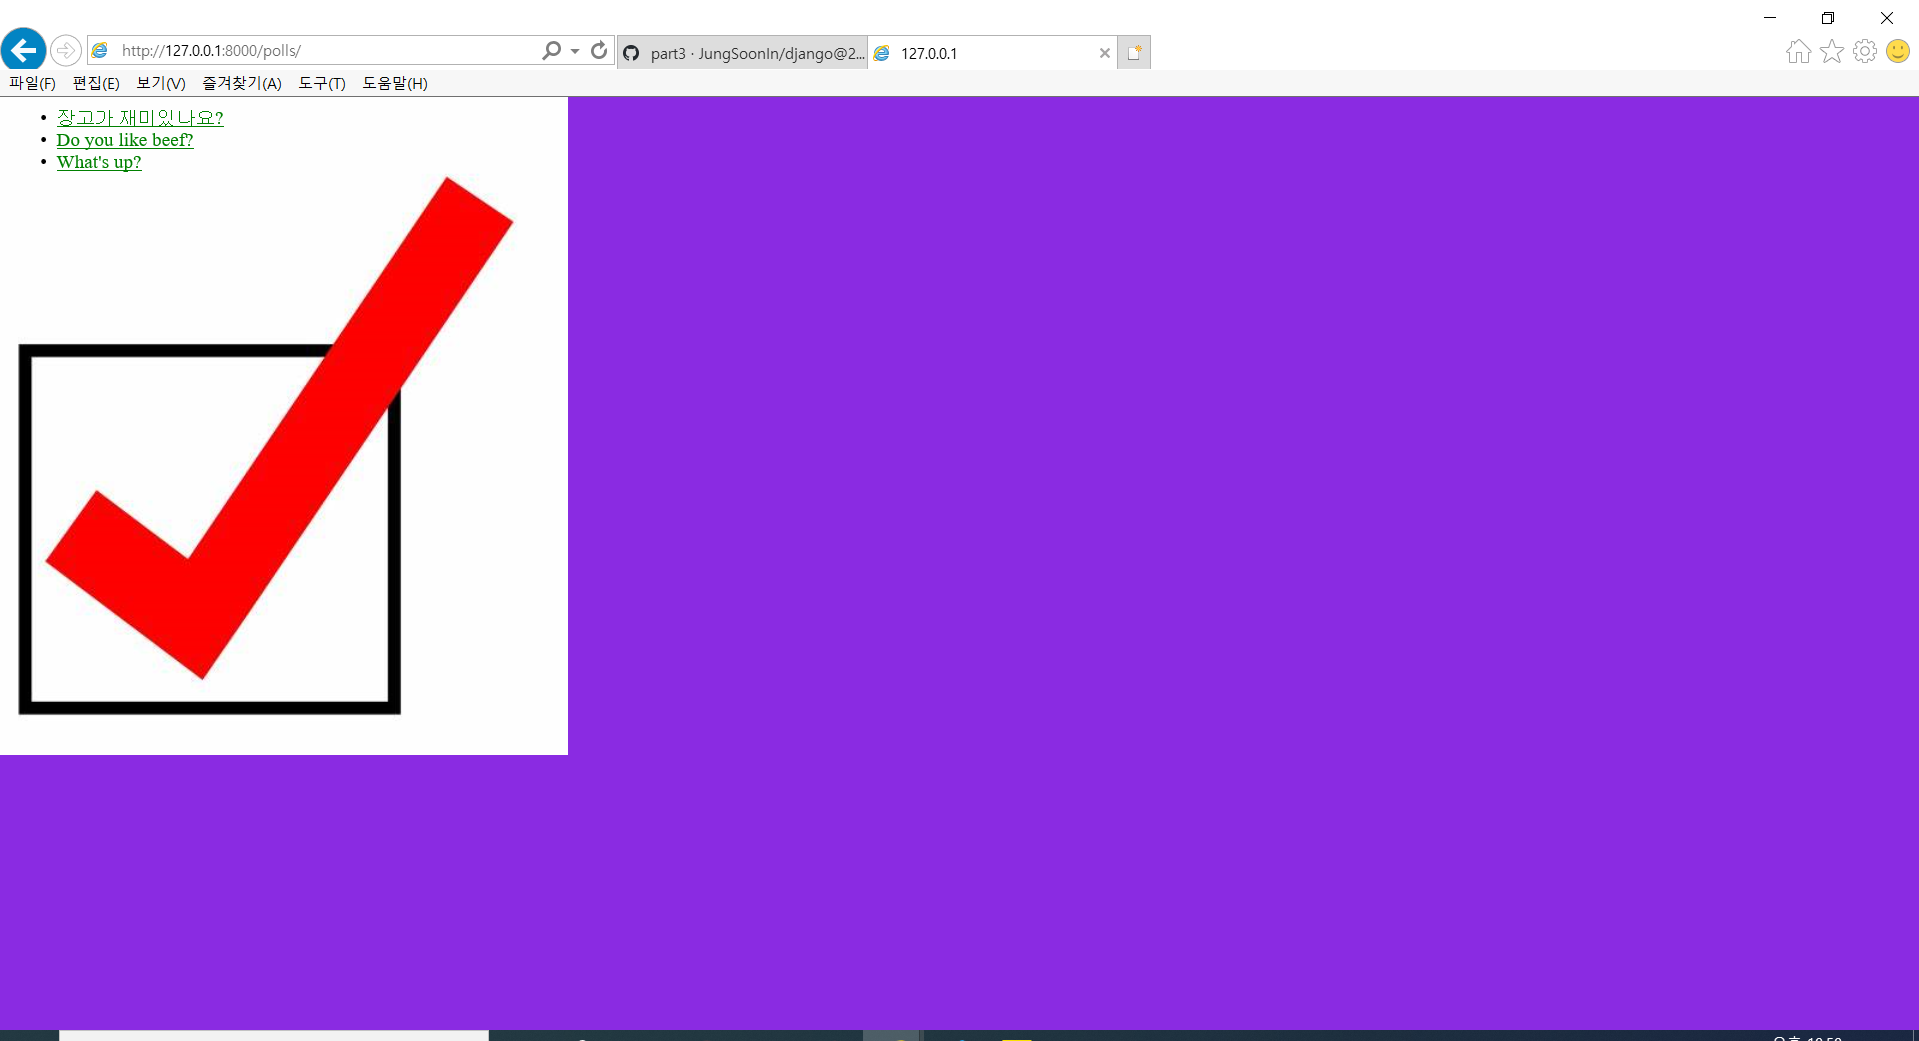 http://127.0.0.1:8000/polls/
part3 · JungSoonIn/django@2...
127.0.0.1
파일(F) 편집(E) 보기(V) 즐겨찾기(A) 도구(T) 도움말(H)
장고가 재미있나요?
Do you like beef?
What's up?